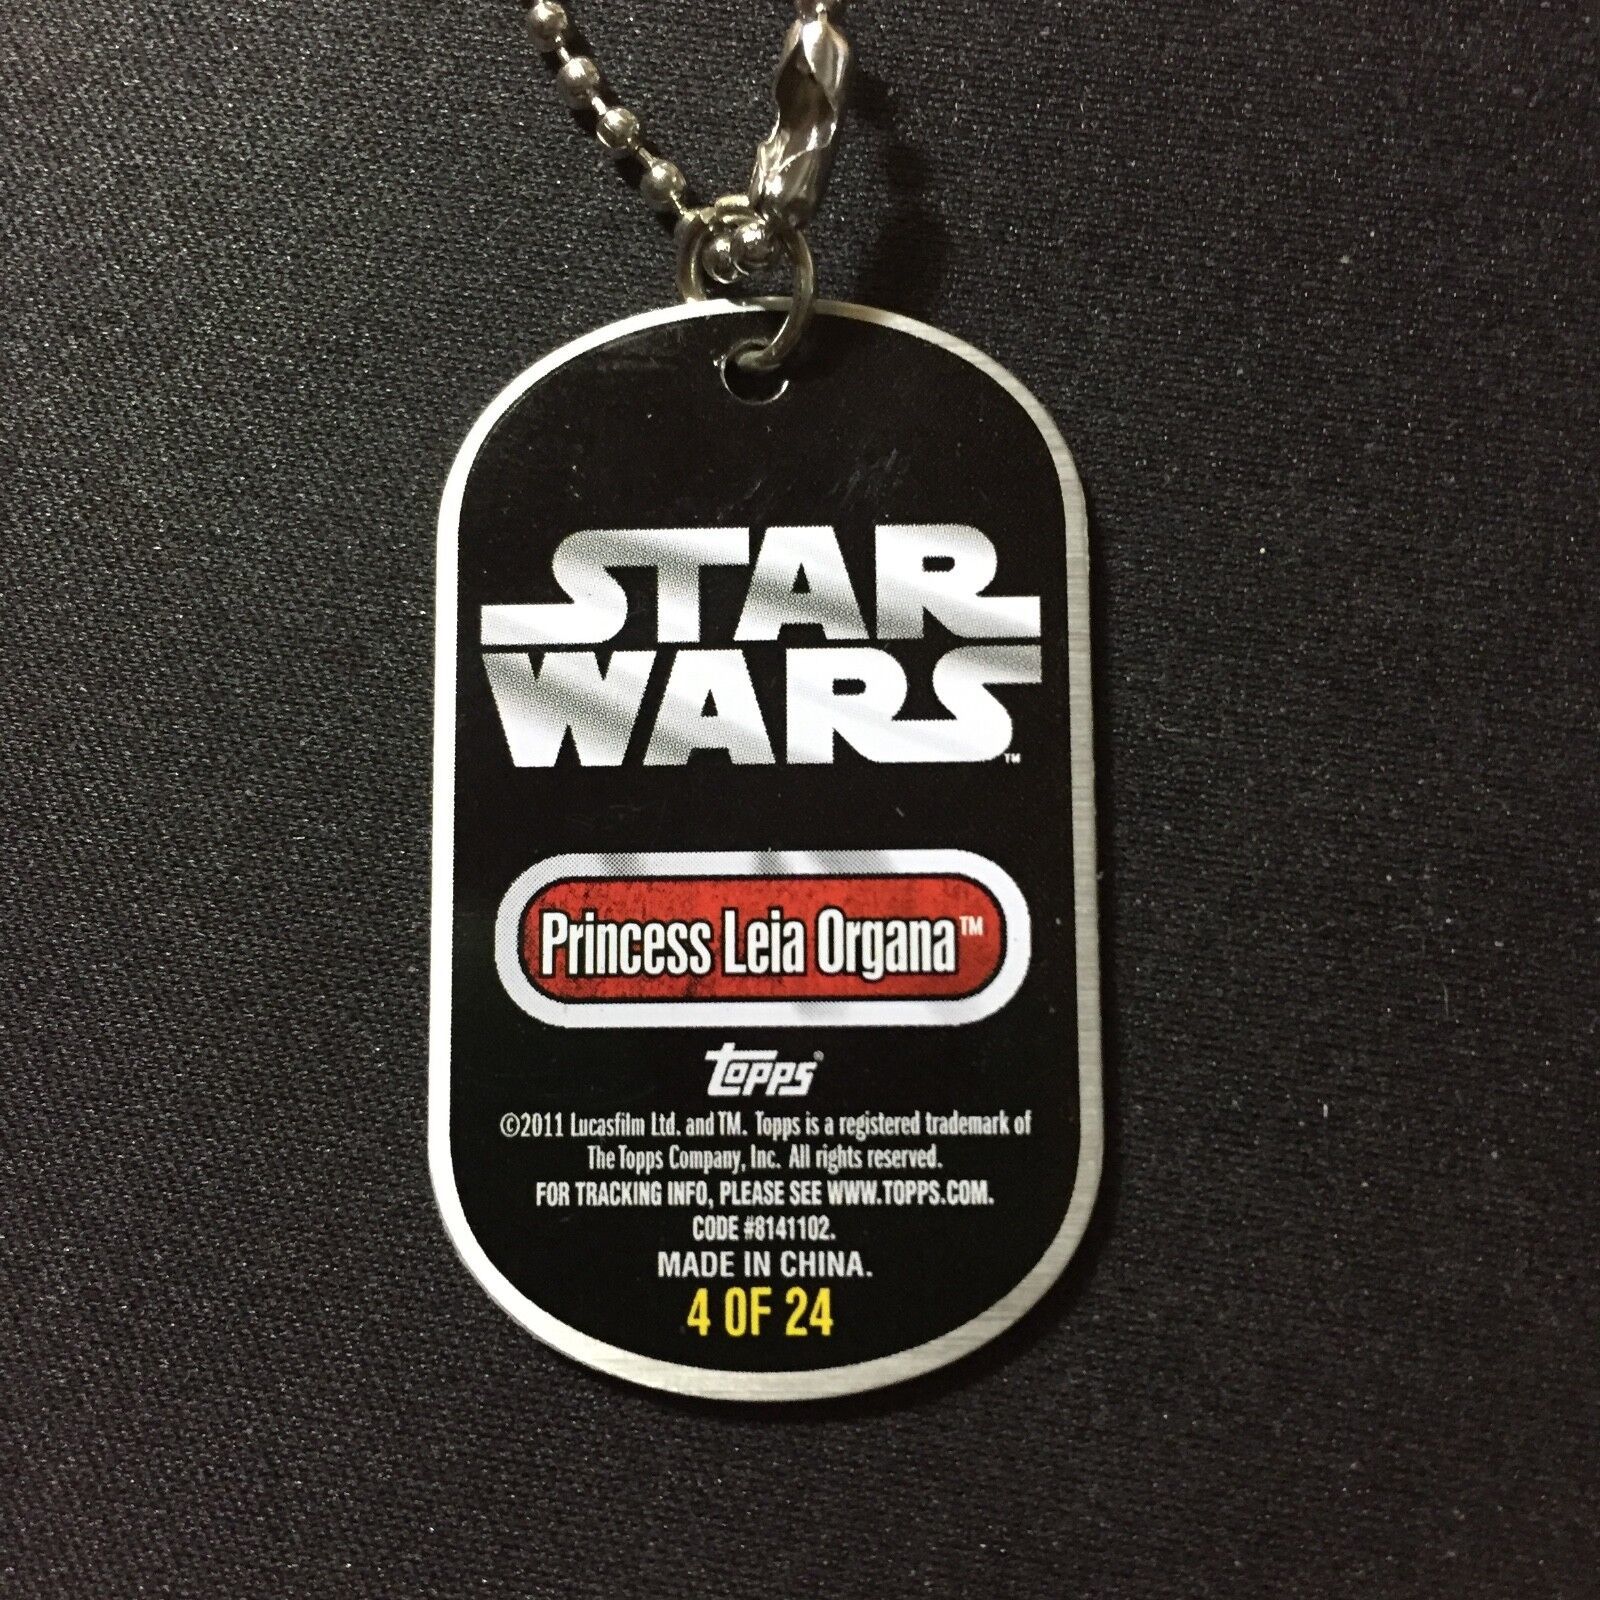 STAR
WARS™
Princess Leia Organa™
topps®
©2011 Lucasfilm Ltd. and TM. Topps is a registered trademark of
The Topps Company, Inc. All rights reserved.
FOR TRACKING INFO, PLEASE SEE WWW.TOPPS.COM.
CODE #8141102.
MADE IN CHINA.
4 OF 24